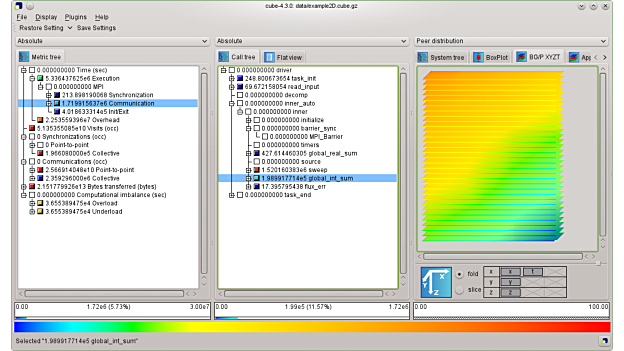 cube-4.3.0: data/example2D.cube.gz
File Display Plugins Help
Restore Setting Save Settings
Absolute
Absolute
Peer distribution
Metric tree
Call tree
Flat view
System tree
BoxPlot
BG/P XYZT
0.000000000 Time (sec)
5.336437625e6 Execution
0.000000000 MPI
213.898190068 Synchronization
1.719915637e6 Communication
4.018633314e5 Init/Exit
2.253559396e7 Overhead
5.135355085e10 Visits (occ)
0 Synchronizations (occ)
0 Point-to-point
1.966080000e5 Collective
0 Communications (occ)
2.566914048e10 Point-to-point
2.359296000e6 Collective
2.151779926e13 Bytes transferred (bytes)
0.000000000 Computational imbalance (sec)
3.655389475e4 Overload
3.655389475e4 Underload
0.000000000 driver
248.800673654 task_init
89.672158054 read_input
0.000000000 decomp
0.000000000 inner_auto
0.000000000 inner
0.000000000 initialize
0.000000000 barrier_sync
0.000000000 MPI_Barrier
0.000000000 timers
427.614460305 global_real_sum
0.000000000 source
1.520160383e6 sweep
1.989917714e5 global_int_sum
17.395795438 flux_err
0.000000000 task_end
fold
slice
X Y Z
x x t
y y
z z
0.00 1.72e6 (5.73%) 3.00e7
0.00 1.99e5 (11.57%) 1.72e6
0.00 100.00
Selected "1.989917714e5 global_int_sum"